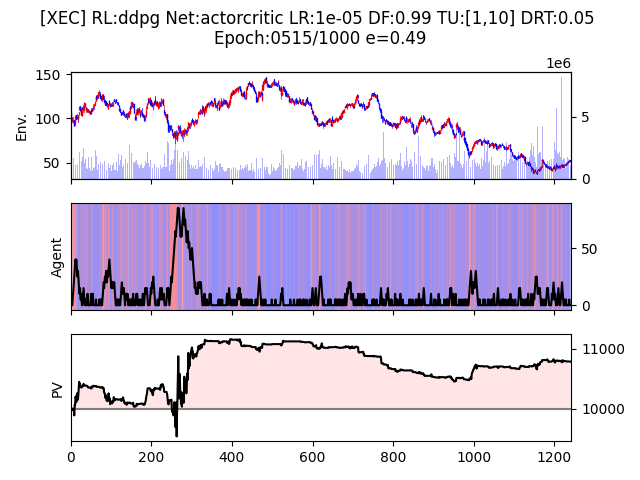 [XEC] RL:ddpg Net:actorcritic LR:1e-05 DF:0.99 TU:[1,10] DRT:0.05
Epoch:0515/1000 e=0.49
1e6
150
100
50
Env.
5
0
Agent
50
0
PV
11000
10000
0 200 400 600 800 1000 1200